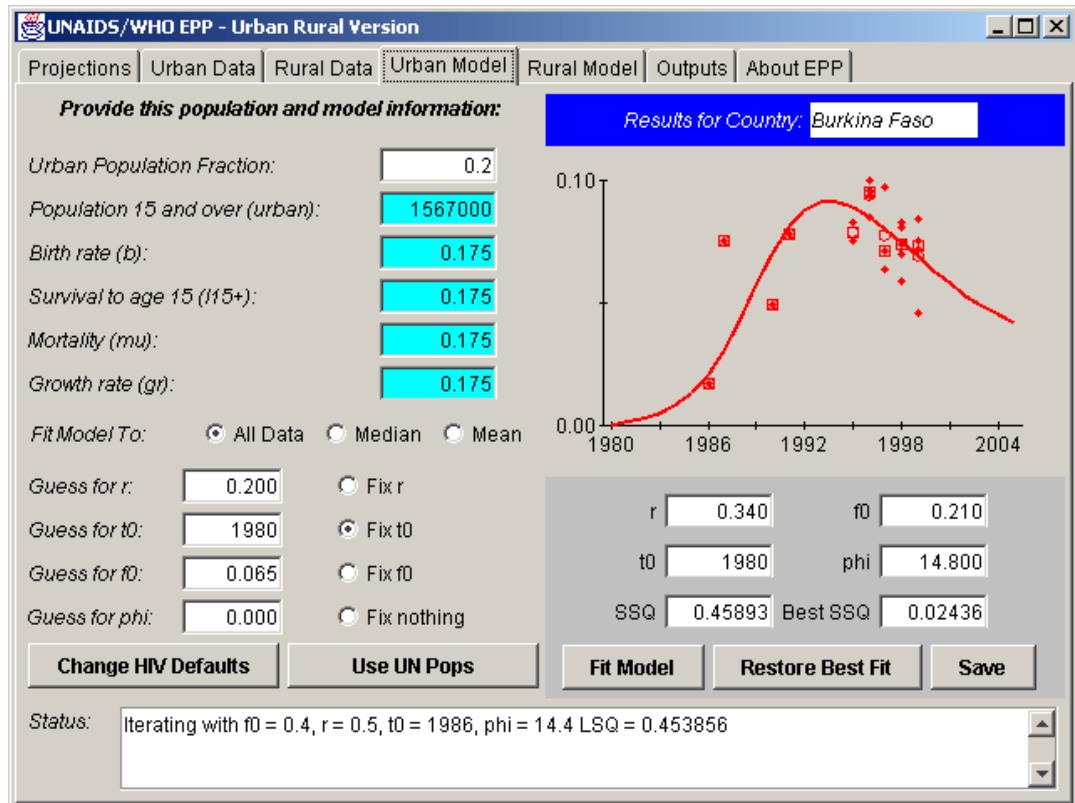 UNAIDS/WHO EPP - Urban Rural Version
Projections Urban Data Rural Data Urban Model Rural Model Outputs About EPP
Provide this population and model information:
Urban Population Fraction: 0.2
Population 15 and over (urban): 1567000
Birth rate (b): 0.175
Survival to age 15 (l15+): 0.175
Mortality (mu): 0.175
Growth rate (gr): 0.175
Fit Model To: All Data Median Mean
Guess for r: 0.200 Fix r
Guess for t0: 1980 Fix t0
Guess for f0: 0.065 Fix f0
Guess for phi: 0.000 Fix nothing
Change HIV Defaults Use UN Pops
Results for Country: Burkina Faso
0.10
0.00
1980 1986 1992 1998 2004
r 0.340 f0 0.210
t0 1980 phi 14.800
SSQ 0.45893 Best SSQ 0.02436
Fit Model Restore Best Fit Save
Status: Iterating with f0 = 0.4, r = 0.5, t0 = 1986, phi = 14.4 LSQ = 0.453856